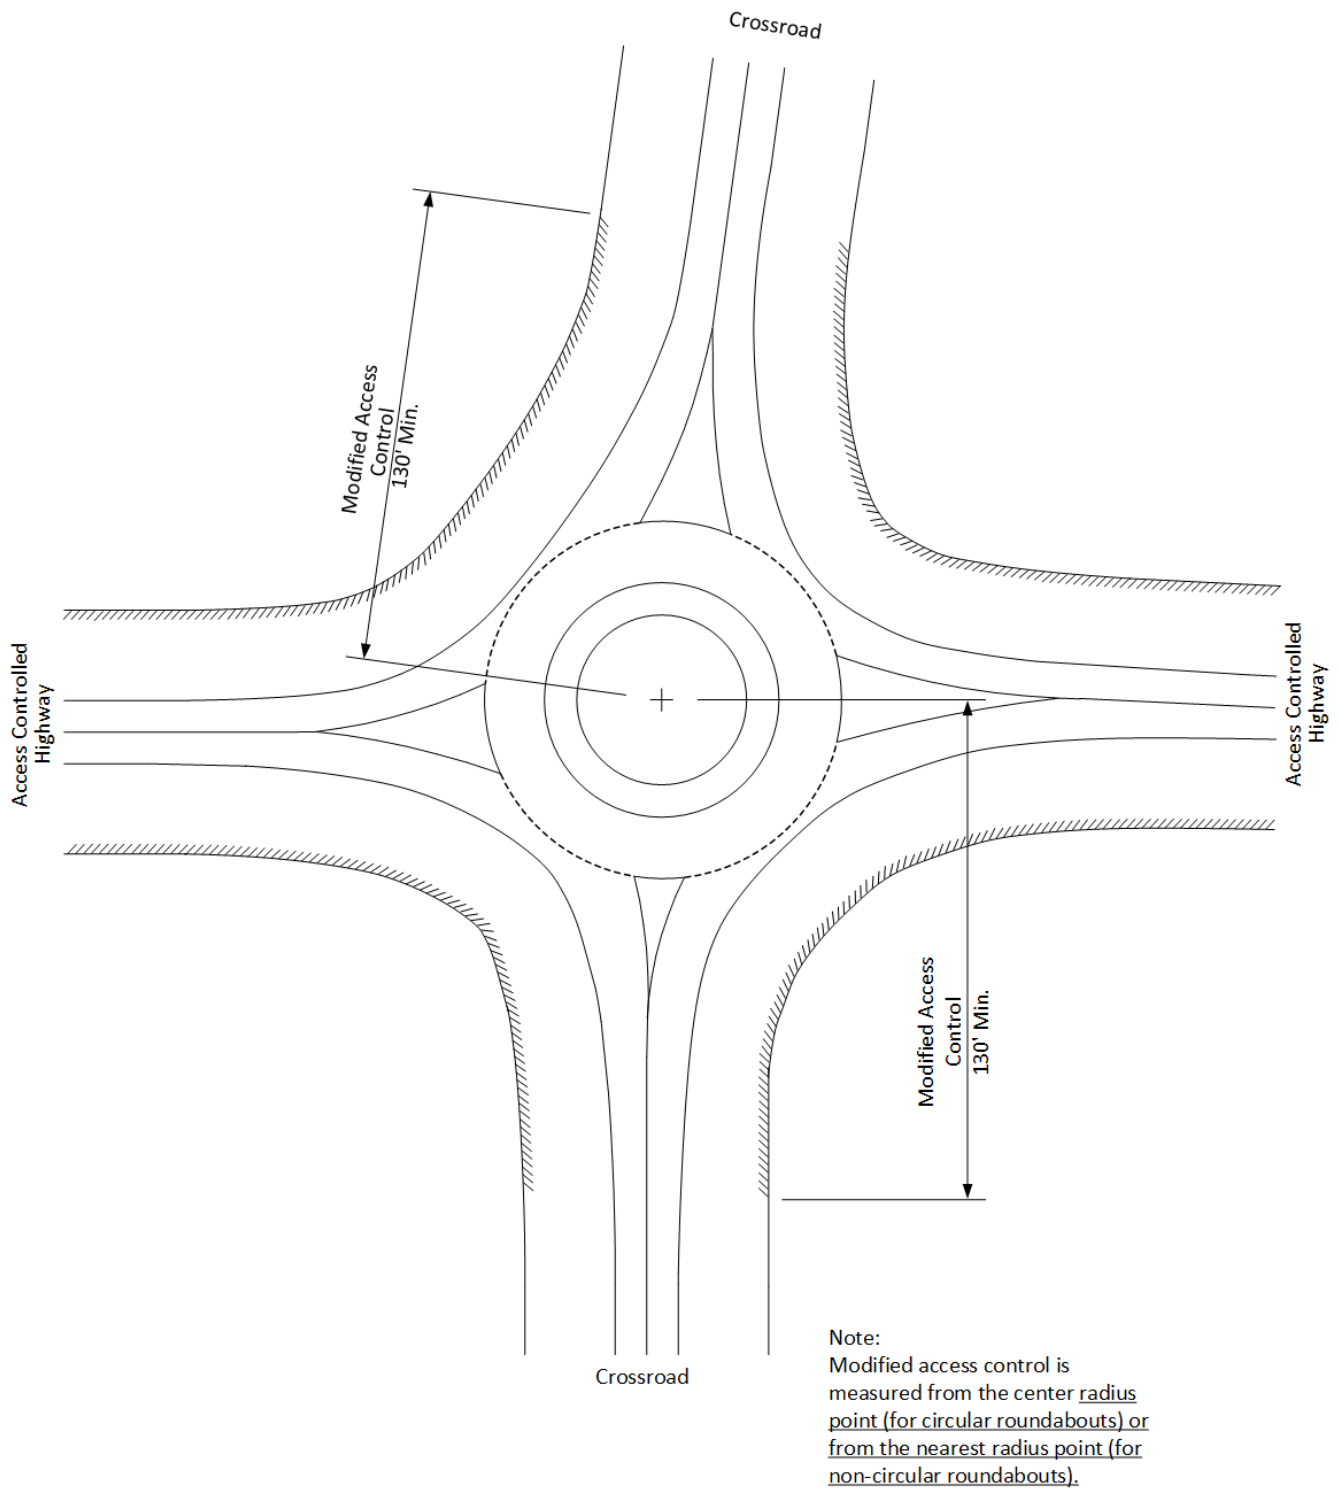 Crossroad
Modified Access
Control
130' Min.
Access Controlled
Highway
Access Controlled
Highway
Modified Access
Control
130' Min.
Crossroad
Note:
Modified access control is
measured from the center radius
point (for circular roundabouts) or
from the nearest radius point (for
non-circular roundabouts).